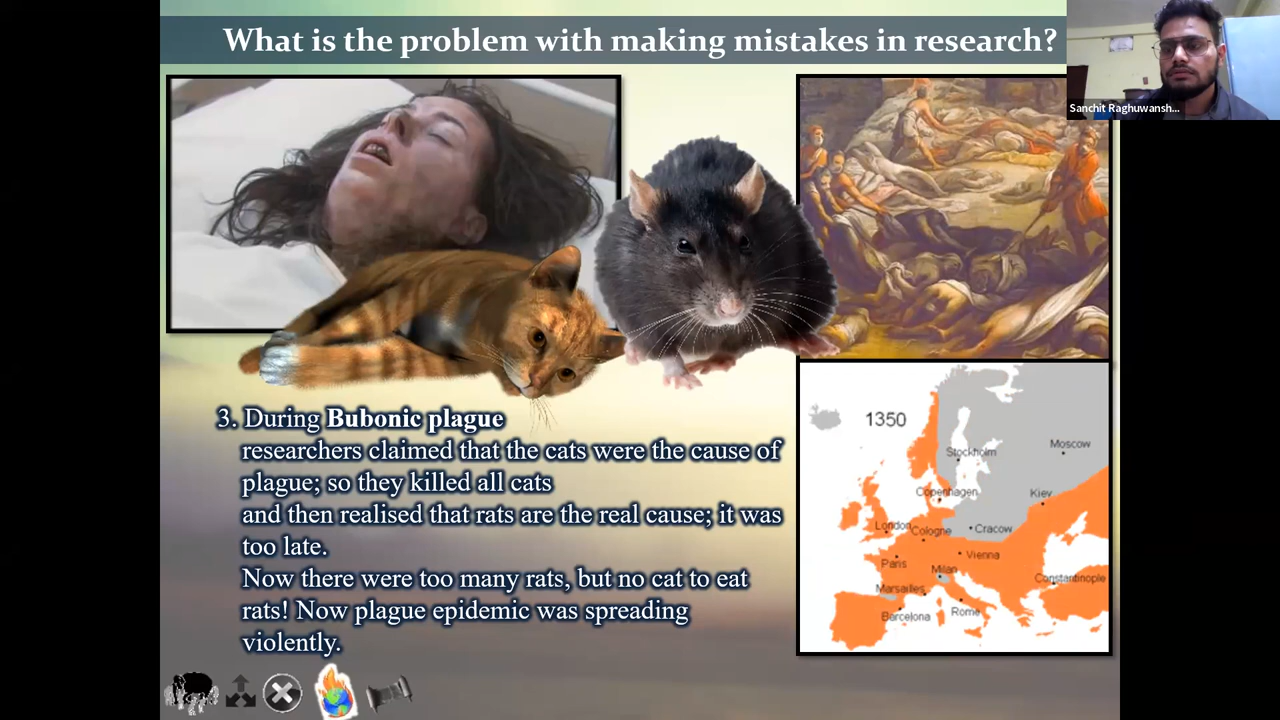 What is the problem with making mistakes in research?
Sanchit Raghuwansh...
3. During Bubonic plague
researchers claimed that the cats were the cause of
plague; so they killed all cats
and then realised that rats are the real cause; it was
too late.
Now there were too many rats, but no cat to eat
rats! Now plague epidemic was spreading
violently.
1350
Moscow
Stockholm
Copenhagen
Kiev
London
Cologne
Cracow
Paris
Vienna
Milan
Constantinople
Marsailles
Barcelona
Rome